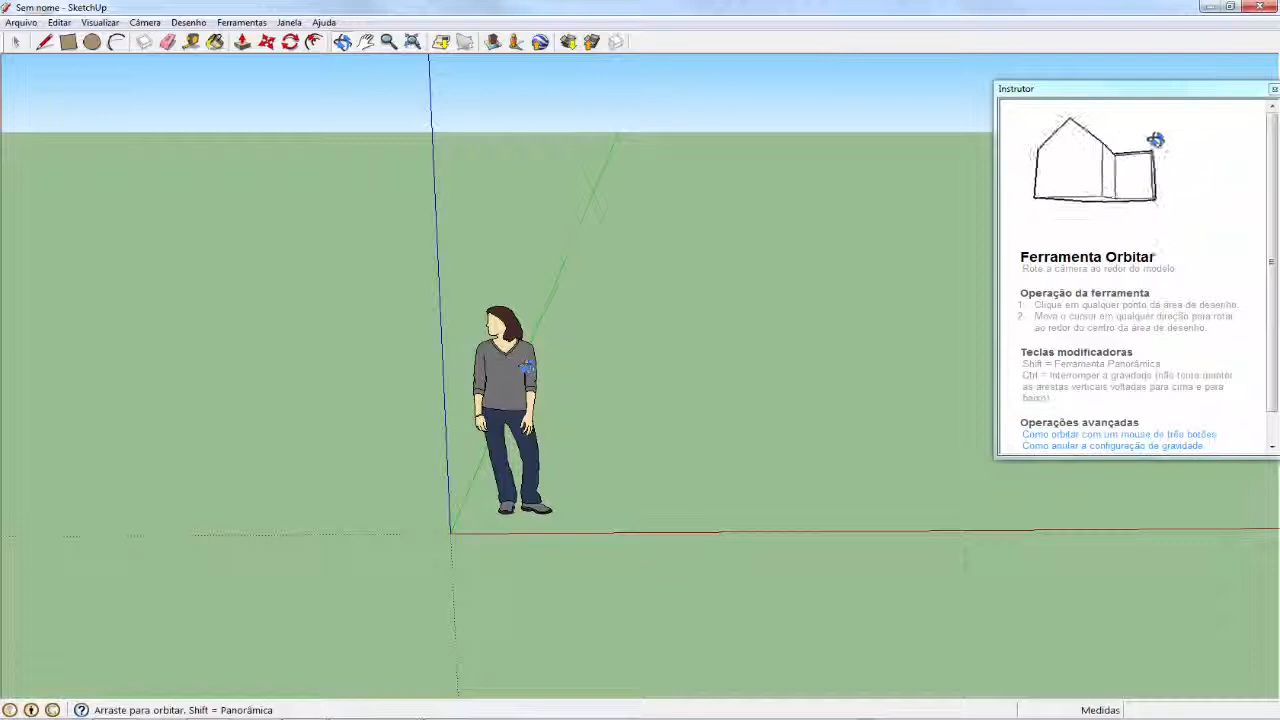 Sem nome - SketchUp
Arquivo Editar Visualizar Câmera Desenho Ferramentas Janela Ajuda
Instrutor
Ferramenta Orbitar
Rote a câmera ao redor do modelo
Operação da ferramenta
1. Clique em qualquer ponto da área de desenho.
2. Mova o cursor em qualquer direção para rotar
ao redor do centro da área de desenho.
Teclas modificadoras
Shift = Ferramenta Panorâmica
Ctrl = Interromper a gravidade (não tente manter
as arestas verticais voltadas para cima e para
baixo)
Operações avançadas
Como orbitar com um mouse de três botões
Como anular a configuração de gravidade
Arraste para orbitar. Shift = Panorâmica
Medidas